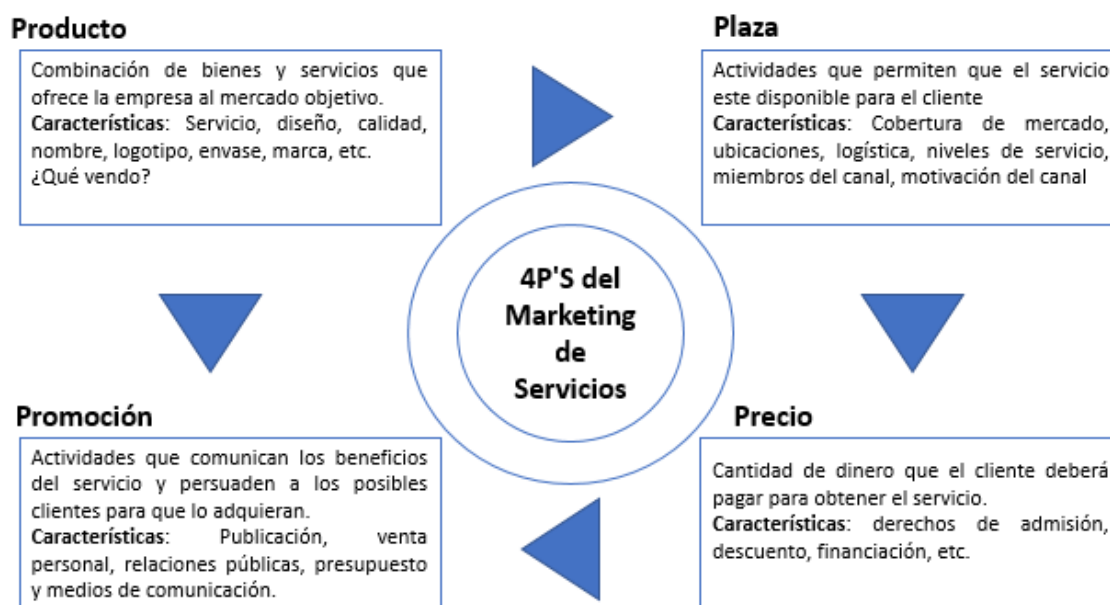 Producto
Combinación de bienes y servicios que
ofrece la empresa al mercado objetivo.
Características: Servicio, diseño, calidad,
nombre, logotipo, envase, marca, etc.
¿Qué vendo?
Plaza
Actividades que permiten que el servicio
este disponible para el cliente
Características: Cobertura de mercado,
ubicaciones, logística, niveles de servicio,
miembros del canal, motivación del canal
4P'S del
Marketing
de
Servicios
Promoción
Actividades que comunican los beneficios
del servicio y persuaden a los posibles
clientes para que lo adquieran.
Características: Publicación, venta
personal, relaciones públicas, presupuesto
y medios de comunicación.
Precio
Cantidad de dinero que el cliente deberá
pagar para obtener el servicio.
Características: derechos de admisión,
descuento, financiación, etc.